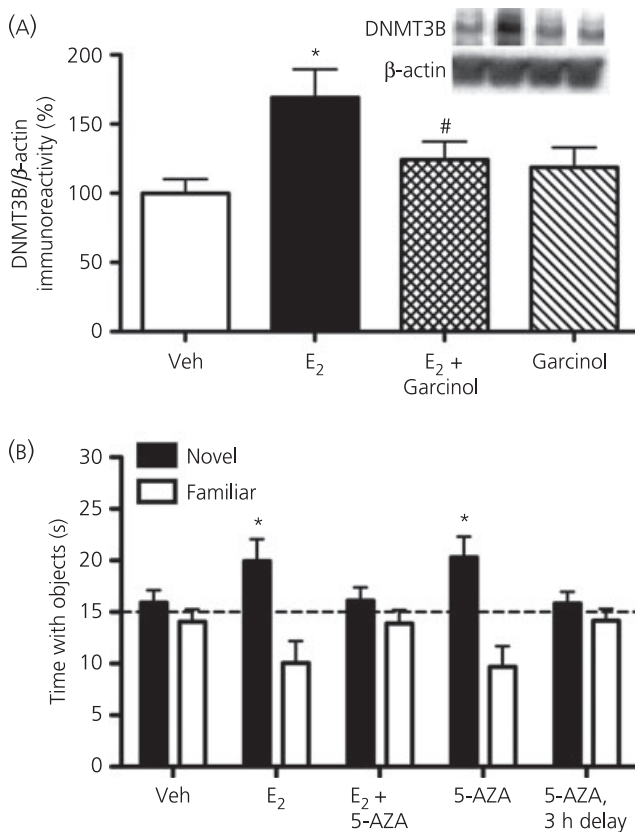 (A)
DNMT3B
β-actin
DNMT3B/β-actin
immunoreactivity (%)
200
150
100
50
0
*
#
Veh
E₂
E₂ +
Garcinol
Garcinol
(B)
Novel
Familiar
Time with objects (s)
30
25
20
15
10
5
0
*
*
Veh
E₂
E₂ +
5-AZA
5-AZA
5-AZA,
3 h delay